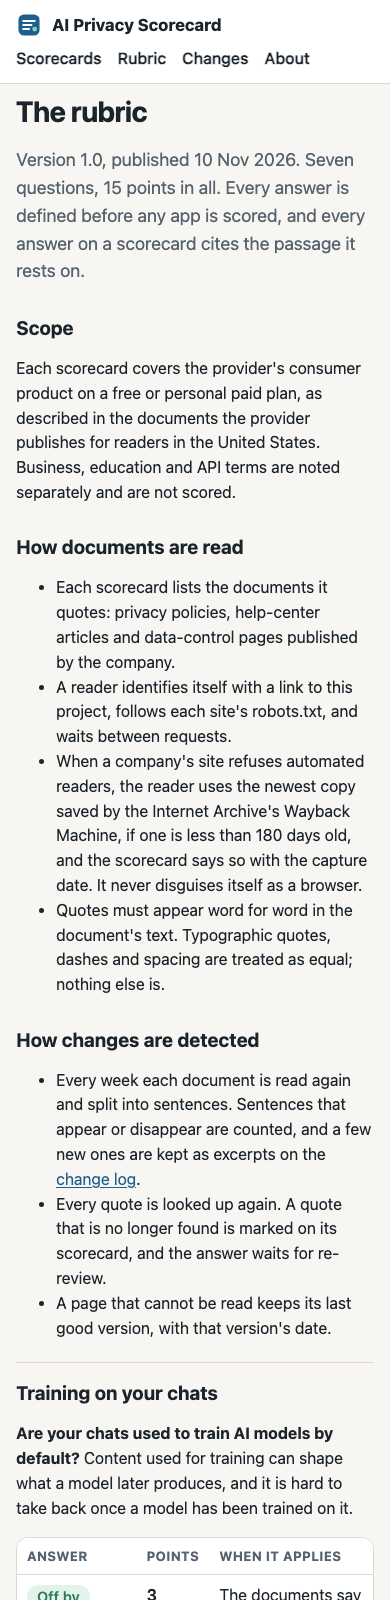 AI Privacy Scorecard
Scorecards Rubric Changes About
The rubric
Version 1.0, published 10 Nov 2026. Seven
questions, 15 points in all. Every answer is
defined before any app is scored, and every
answer on a scorecard cites the passage it
rests on.
Scope
Each scorecard covers the provider's consumer
product on a free or personal paid plan, as
described in the documents the provider
publishes for readers in the United States.
Business, education and API terms are noted
separately and are not scored.
How documents are read
• Each scorecard lists the documents it
quotes: privacy policies, help-center
articles and data-control pages published
by the company.
• A reader identifies itself with a link to this
project, follows each site's robots.txt, and
waits between requests.
• When a company's site refuses automated
readers, the reader uses the newest copy
saved by the Internet Archive's Wayback
Machine, if one is less than 180 days old,
and the scorecard says so with the capture
date. It never disguises itself as a browser.
• Quotes must appear word for word in the
document's text. Typographic quotes,
dashes and spacing are treated as equal;
nothing else is.
How changes are detected
• Every week each document is read again
and split into sentences. Sentences that
appear or disappear are counted, and a few
new ones are kept as excerpts on the
change log.
• Every quote is looked up again. A quote
that is no longer found is marked on its
scorecard, and the answer waits for re-
review.
• A page that cannot be read keeps its last
good version, with that version's date.
Training on your chats
Are your chats used to train AI models by
default? Content used for training can shape
what a model later produces, and it is hard to
take back once a model has been trained on it.
ANSWER POINTS WHEN IT APPLIES
Off by 3 The documents say